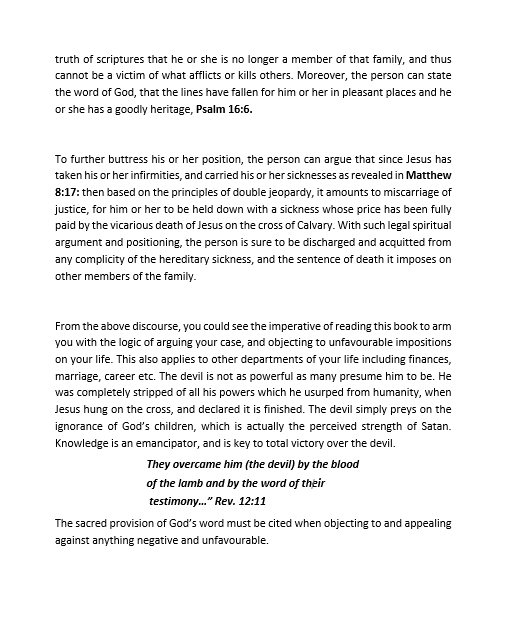 truth of scriptures that he or she is no longer a member of that family, and thus
cannot be a victim of what afflicts or kills others. Moreover, the person can state
the word of God, that the lines have fallen for him or her in pleasant places and he
or she has a goodly heritage, Psalm 16:6.
To further buttress his or her position, the person can argue that since Jesus has
taken his or her infirmities, and carried his or her sicknesses as revealed in Matthew
8:17: then based on the principles of double jeopardy, it amounts to miscarriage of
justice, for him or her to be held down with a sickness whose price has been fully
paid by the vicarious death of Jesus on the cross of Calvary. With such legal spiritual
argument and positioning, the person is sure to be discharged and acquitted from
any complicity of the hereditary sickness, and the sentence of death it imposes on
other members of the family.
From the above discourse, you could see the imperative of reading this book to arm
you with the logic of arguing your case, and objecting to unfavourable impositions
on your life. This also applies to other departments of your life including finances,
marriage, career etc. The devil is not as powerful as many presume him to be. He
was completely stripped of all his powers which he usurped from humanity, when
Jesus hung on the cross, and declared it is finished. The devil simply preys on the
ignorance of God's children, which is actually the perceived strength of Satan.
Knowledge is an emancipator, and is key to total victory over the devil.
They overcame him (the devil) by the blood
of the lamb and by the word of their
testimony…" Rev. 12:11
The sacred provision of God's word must be cited when objecting to and appealing
against anything negative and unfavourable.